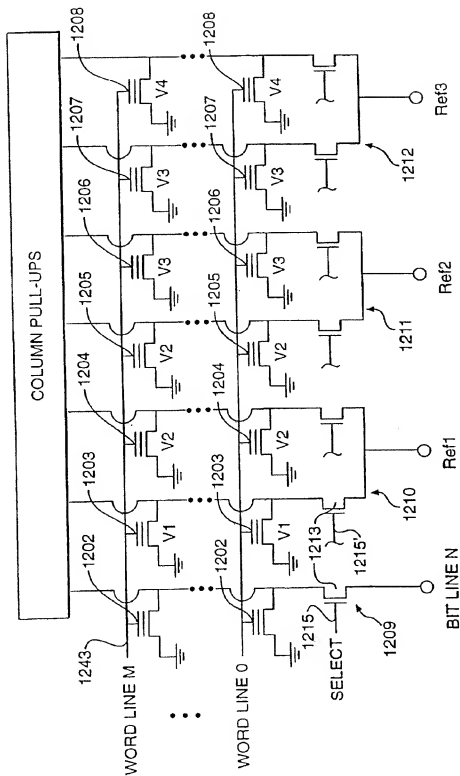 COLUMN PULL-UPS
1202 1203 1204 1205 1206 1207 1208
1243
WORD LINE M
V1 V2 V2 V3 V3 V4
1202 1203 1204 1205 1206 1207 1208
WORD LINE 0
V1 V2 V2 V3 V3 V4
SELECT
1215 1213 1215
1209 1210 1211 1212
BIT LINE N Ref1 Ref2 Ref3